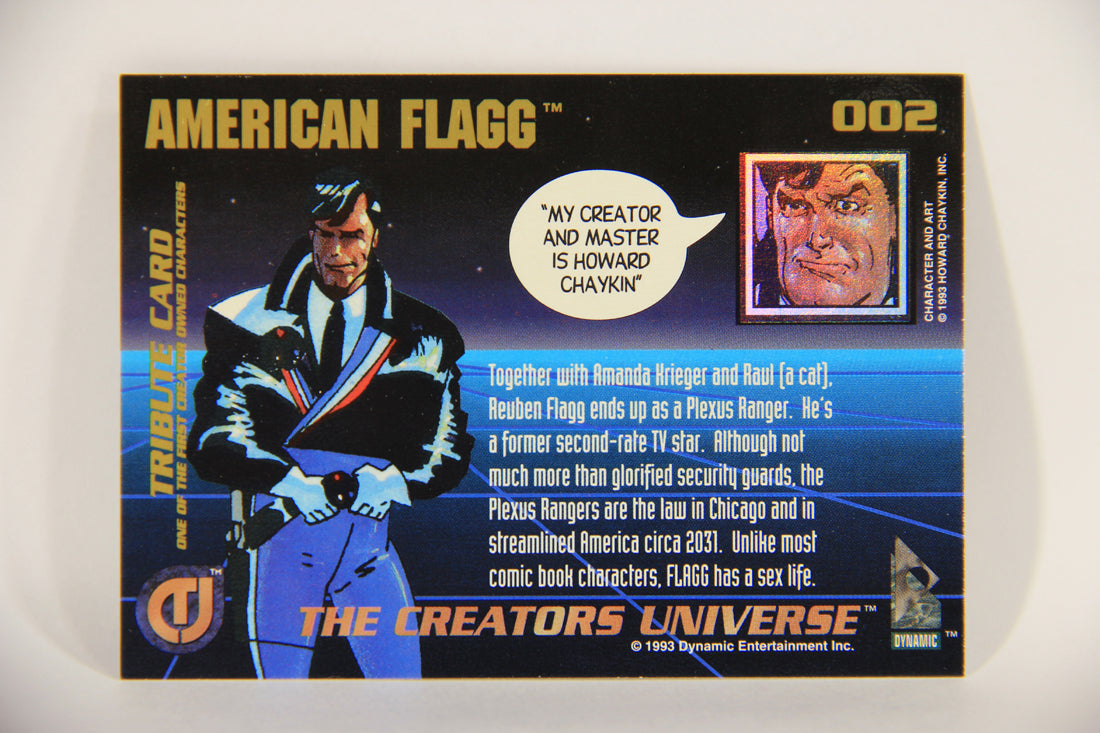 AMERICAN FLAGG™
002
TRIBUTE CARD
ONE OF THE FIRST CREATOR OWNED CHARACTERS
"MY CREATOR
AND MASTER
IS HOWARD
CHAYKIN"
CHARACTER AND ART
© 1993 HOWARD CHAYKIN, INC.
Together with Amanda Krieger and Raul (a cat),
Reuben Flagg ends up as a Plexus Ranger. He's
a former second-rate TV star. Although not
much more than glorified security guards, the
Plexus Rangers are the law in Chicago and in
streamlined America circa 2031. Unlike most
comic book characters, FLAGG has a sex life.
CU™
THE CREATORS UNIVERSE™
© 1993 Dynamic Entertainment Inc.
DYNAMIC™